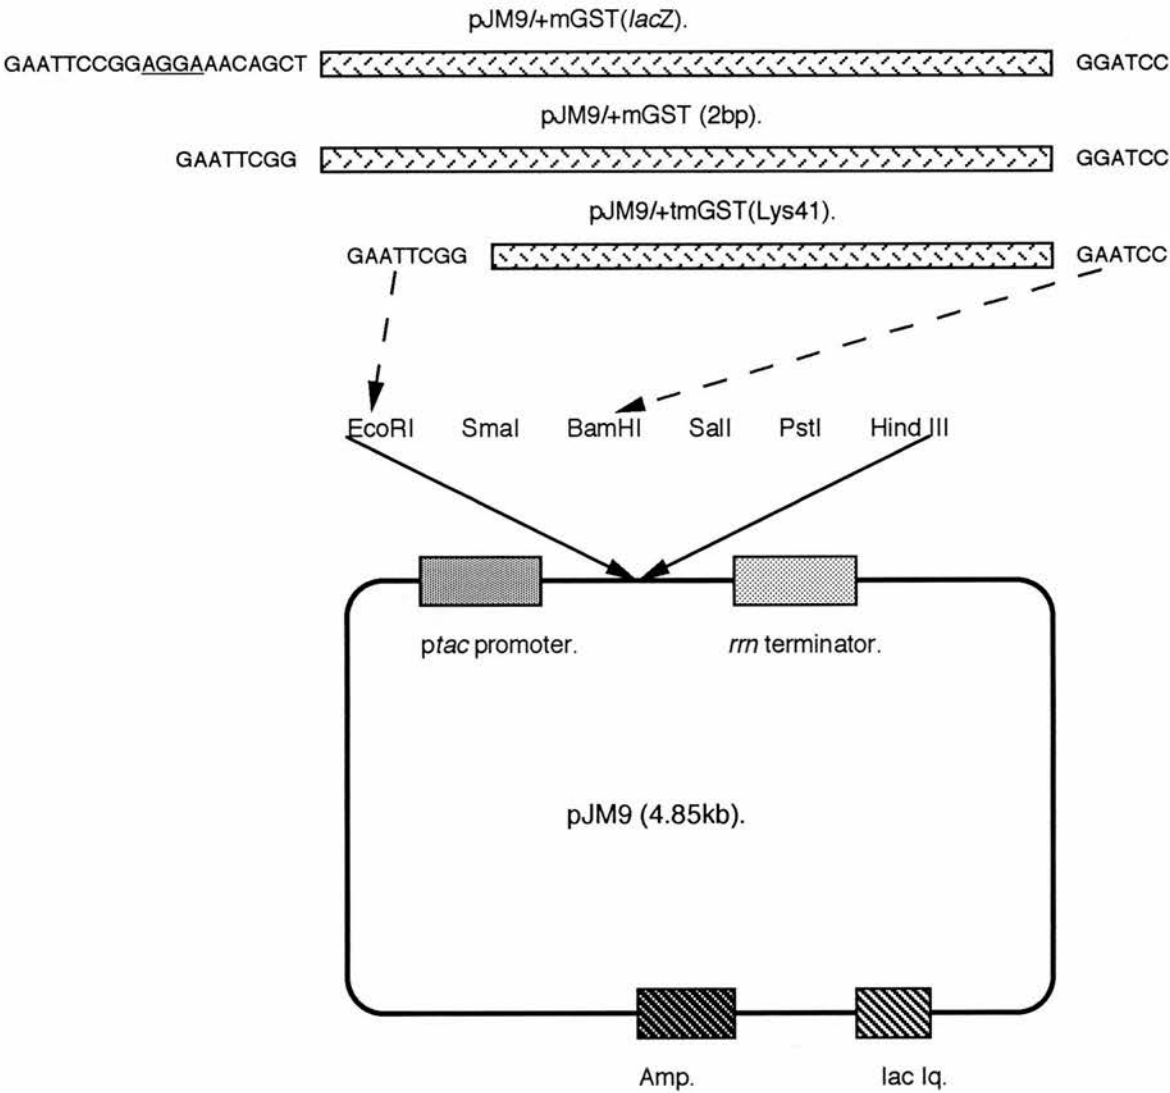 pJM9/+mGST(lacZ).
GAATTCCGGAGGAAACAGCT GGATCC
pJM9/+mGST (2bp).
GAATTCGG GGATCC
pJM9/+tmGST(Lys41).
GAATTCGG GAATCC
EcoRI SmaI BamHI SalI PstI Hind III
ptac promoter. rrn terminator.
pJM9 (4.85kb).
Amp. lac Iq.